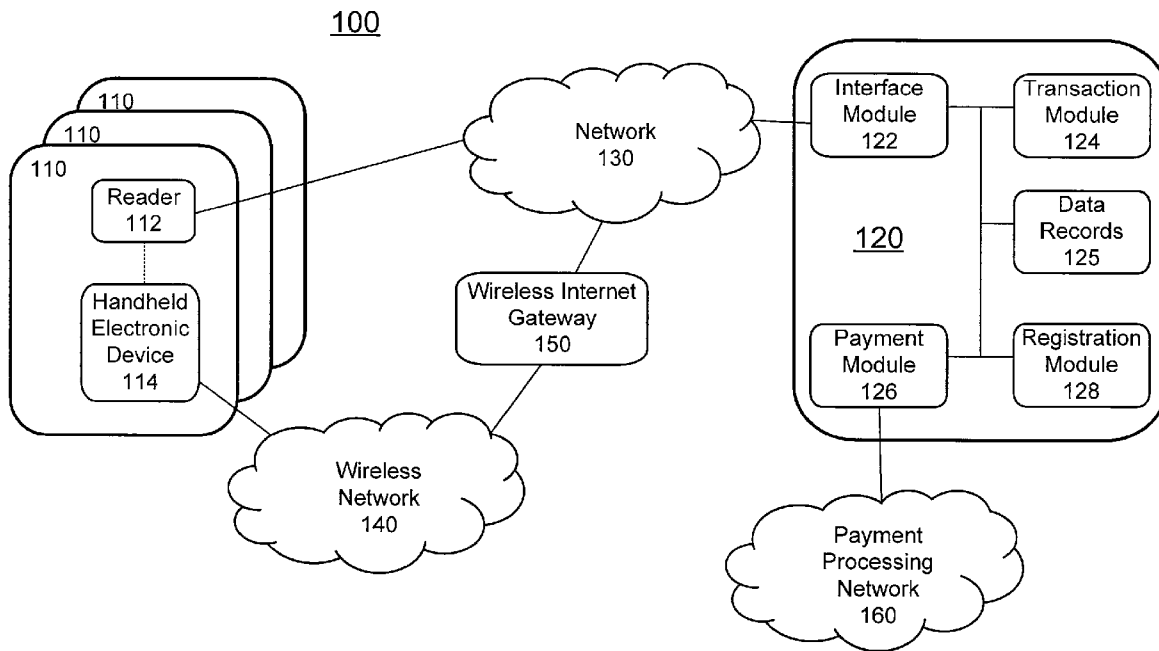 100
110
110
110
Reader
112
Handheld
Electronic
Device
114
Network
130
Wireless Internet
Gateway
150
Wireless
Network
140
Interface
Module
122
Transaction
Module
124
Data
Records
125
120
Payment
Module
126
Registration
Module
128
Payment
Processing
Network
160